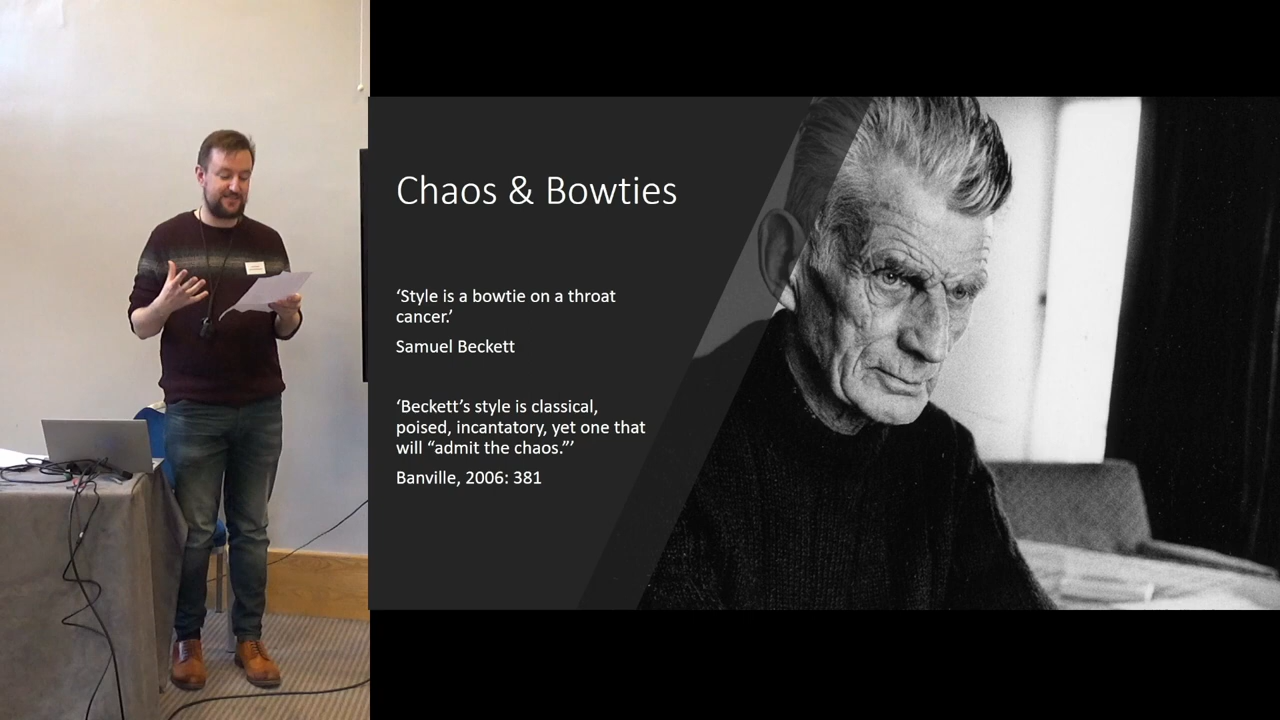 Chaos & Bowties
‘Style is a bowtie on a throat
cancer.’
Samuel Beckett
‘Beckett’s style is classical,
poised, incantatory, yet one that
will “admit the chaos.”’
Banville, 2006: 381